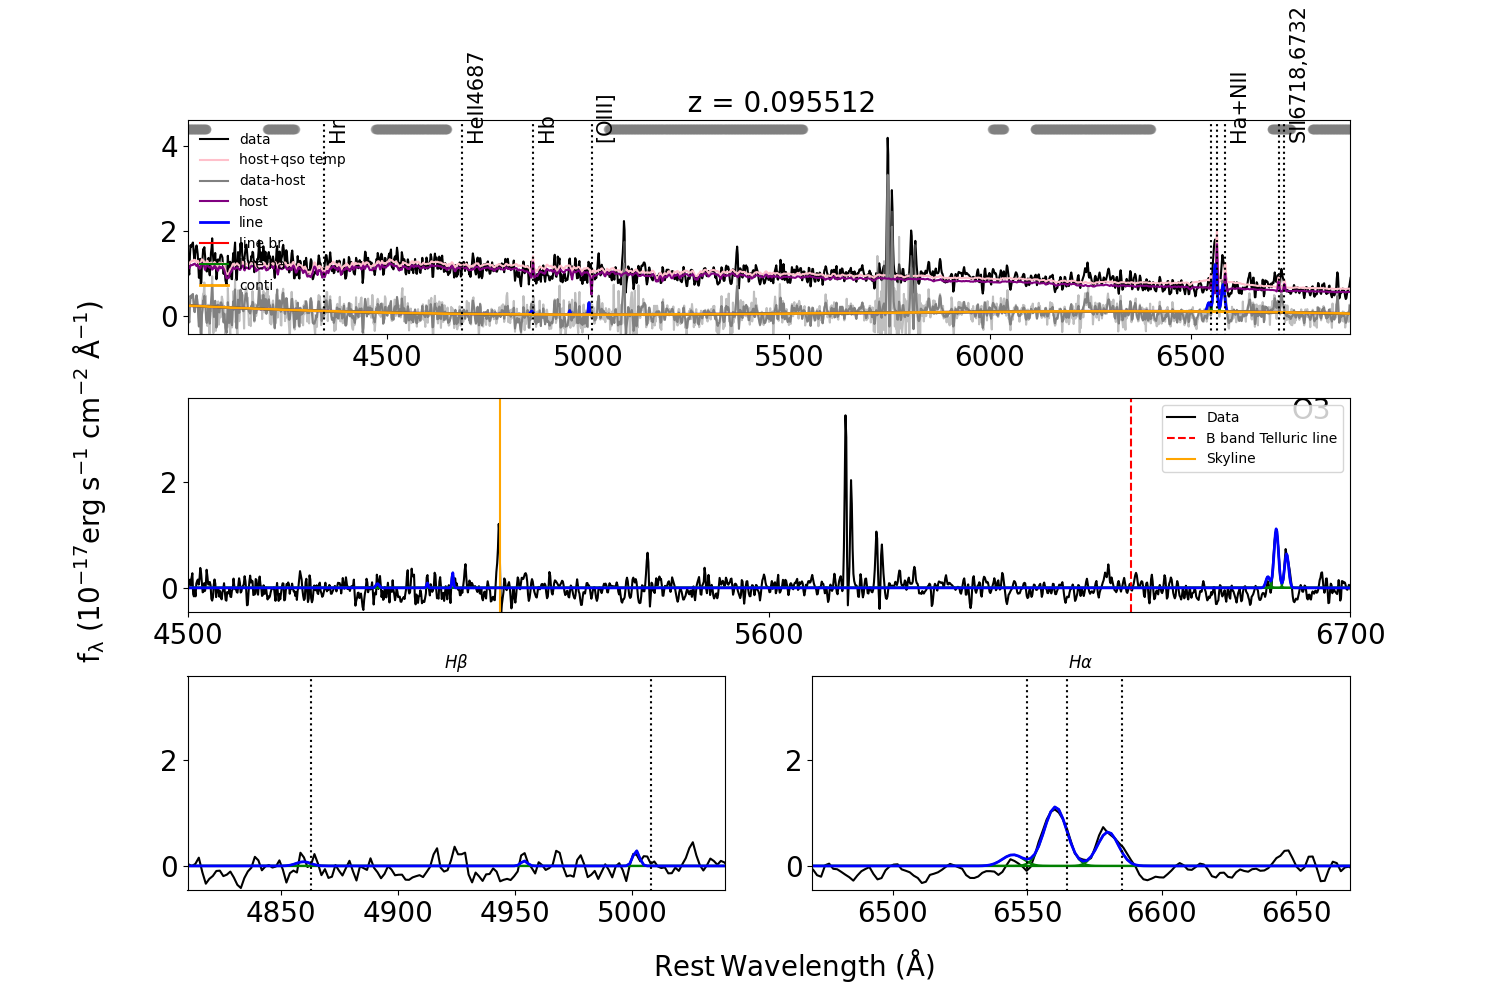 z = 0.095512
Hr
HeII4687
Hb
[OIII]
Ha+NII
SII6718,6732
data
host+qso temp
data-host
host
line
line br
conti
4
2
0
4500
5000
5500
6000
6500
fλ (10⁻¹⁷erg s⁻¹ cm⁻² Å⁻¹)
O3
Data
B band Telluric line
Skyline
2
0
4500
5600
6700
Hβ
2
0
4850
4900
4950
5000
Hα
2
0
6500
6550
6600
6650
Rest Wavelength (Å)